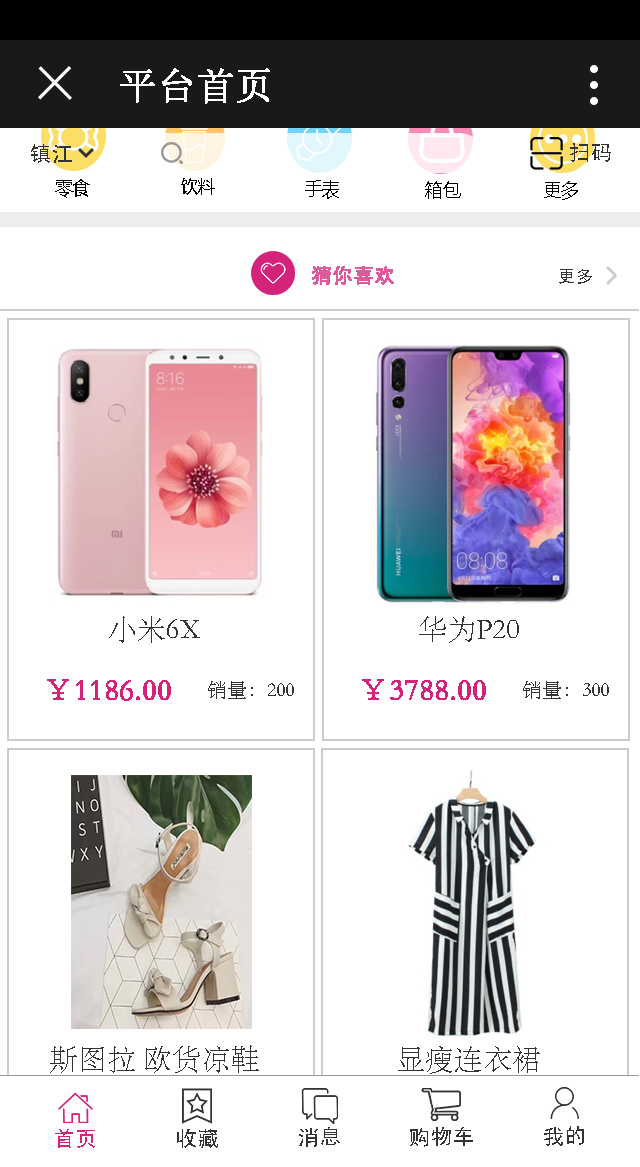 平台首页
镇江
扫码
零食
饮料
手表
箱包
更多
猜你喜欢
更多
8:16
MI
HUAWEI
08:08
小米6X
华为P20
￥1186.00
销量：200
￥3788.00
销量：300
I J
N O
S T
W X Y
斯图拉 欧货凉鞋
显瘦连衣裙
首页
收藏
消息
购物车
我的